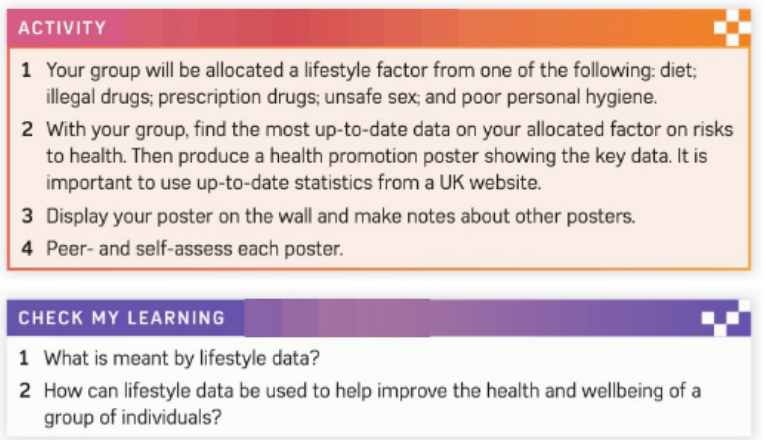 ACTIVITY
1 Your group will be allocated a lifestyle factor from one of the following: diet;
illegal drugs; prescription drugs; unsafe sex; and poor personal hygiene.
2 With your group, find the most up-to-date data on your allocated factor on risks
to health. Then produce a health promotion poster showing the key data. It is
important to use up-to-date statistics from a UK website.
3 Display your poster on the wall and make notes about other posters.
4 Peer- and self-assess each poster.
CHECK MY LEARNING
1 What is meant by lifestyle data?
2 How can lifestyle data be used to help improve the health and wellbeing of a
group of individuals?